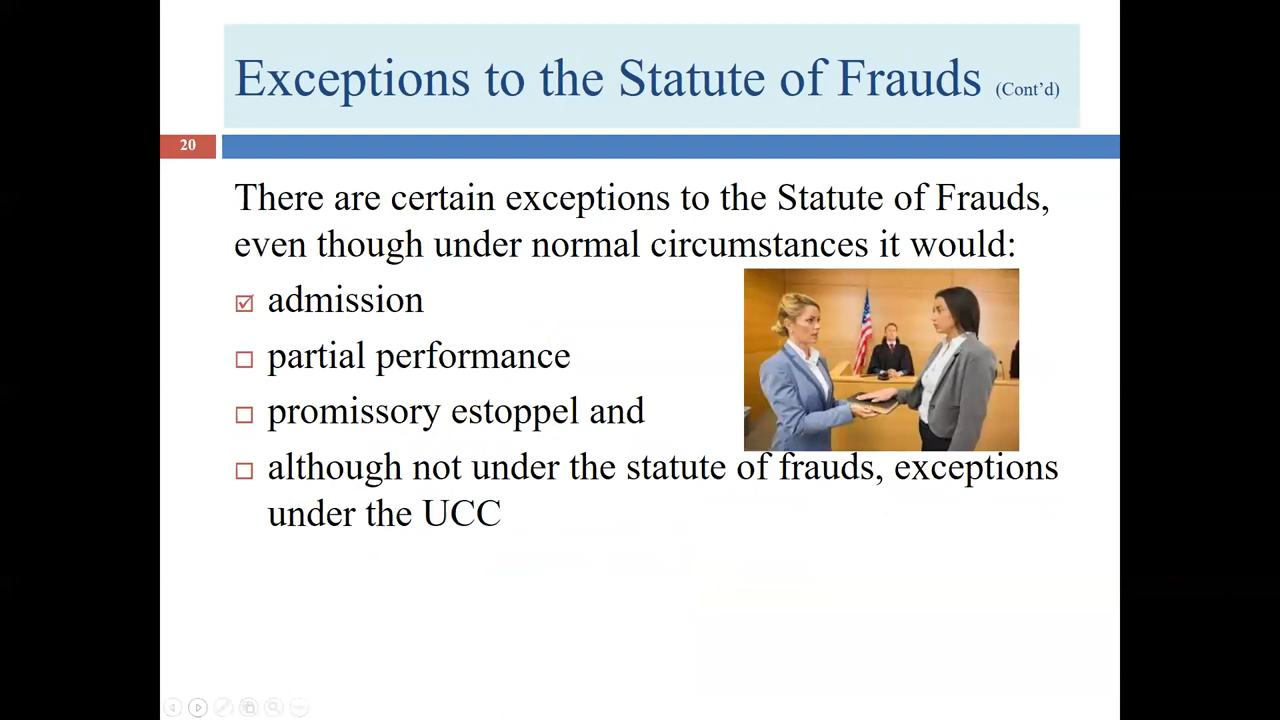 Exceptions to the Statute of Frauds (Cont’d)
20
There are certain exceptions to the Statute of Frauds,
even though under normal circumstances it would:
admission
partial performance
promissory estoppel and
although not under the statute of frauds, exceptions
under the UCC